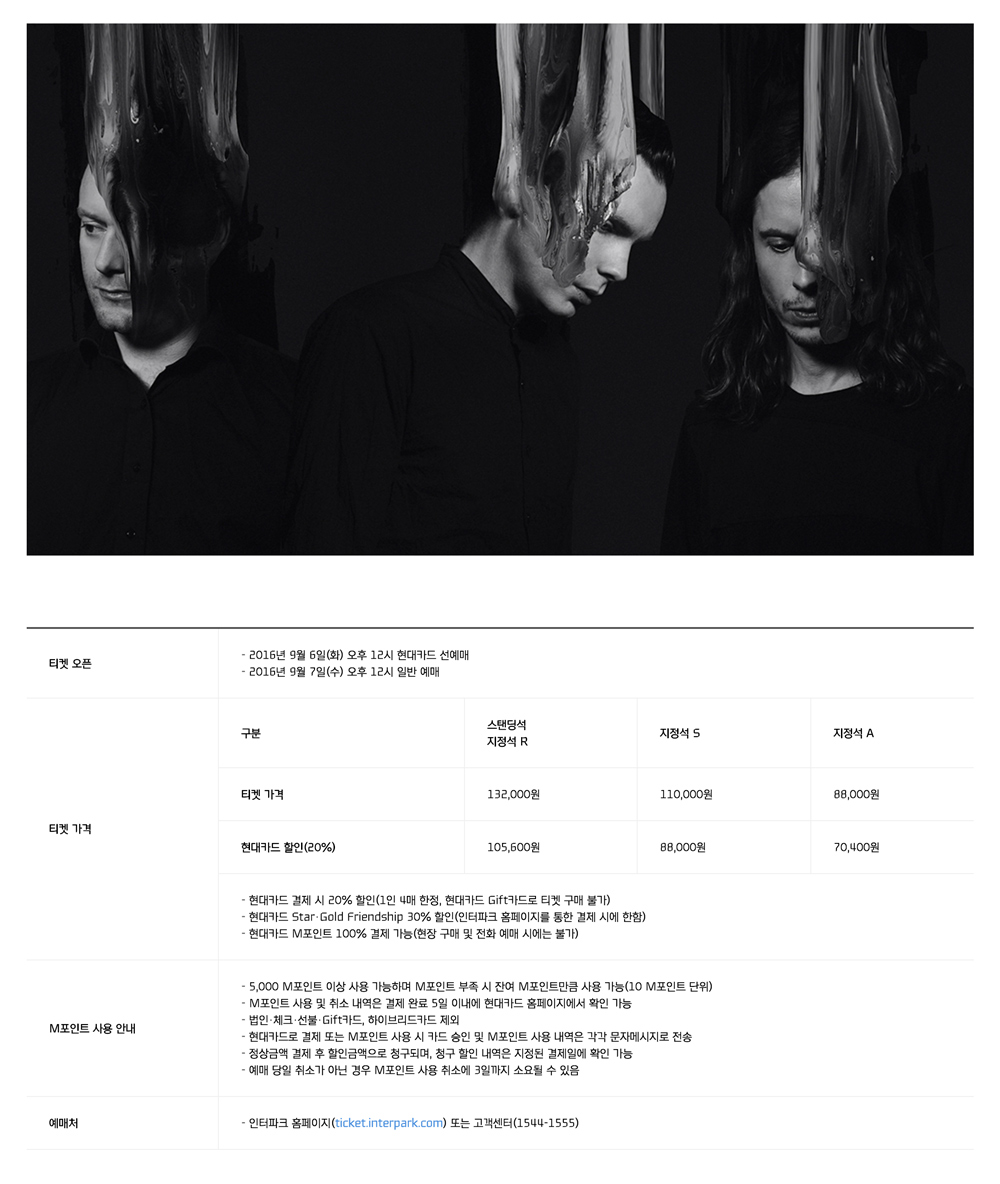 티켓 오픈
- 2016년 9월 6일(화) 오후 12시 현대카드 선예매
- 2016년 9월 7일(수) 오후 12시 일반 예매
티켓 가격
구분
스탠딩석
지정석 R
지정석 S
지정석 A
티켓 가격
132,000원
110,000원
88,000원
현대카드 할인(20%)
105,600원
88,000원
70,400원
- 현대카드 결제 시 20% 할인(1인 4매 한정, 현대카드 Gift카드로 티켓 구매 불가)
- 현대카드 Star·Gold Friendship 30% 할인(인터파크 홈페이지를 통한 결제 시에 한함)
- 현대카드 M포인트 100% 결제 가능(현장 구매 및 전화 예매 시에는 불가)
M포인트 사용 안내
- 5,000 M포인트 이상 사용 가능하며 M포인트 부족 시 잔여 M포인트만큼 사용 가능(10 M포인트 단위)
- M포인트 사용 및 취소 내역은 결제 완료 5일 이내에 현대카드 홈페이지에서 확인 가능
- 법인·체크·선불·Gift카드, 하이브리드카드 제외
- 현대카드로 결제 또는 M포인트 사용 시 카드 승인 및 M포인트 사용 내역은 각각 문자메시지로 전송
- 정상금액 결제 후 할인금액으로 청구되며, 청구 할인 내역은 지정된 결제일에 확인 가능
- 예매 당일 취소가 아닌 경우 M포인트 사용 취소에 3일까지 소요될 수 있음
예매처
- 인터파크 홈페이지(ticket.interpark.com) 또는 고객센터(1544-1555)